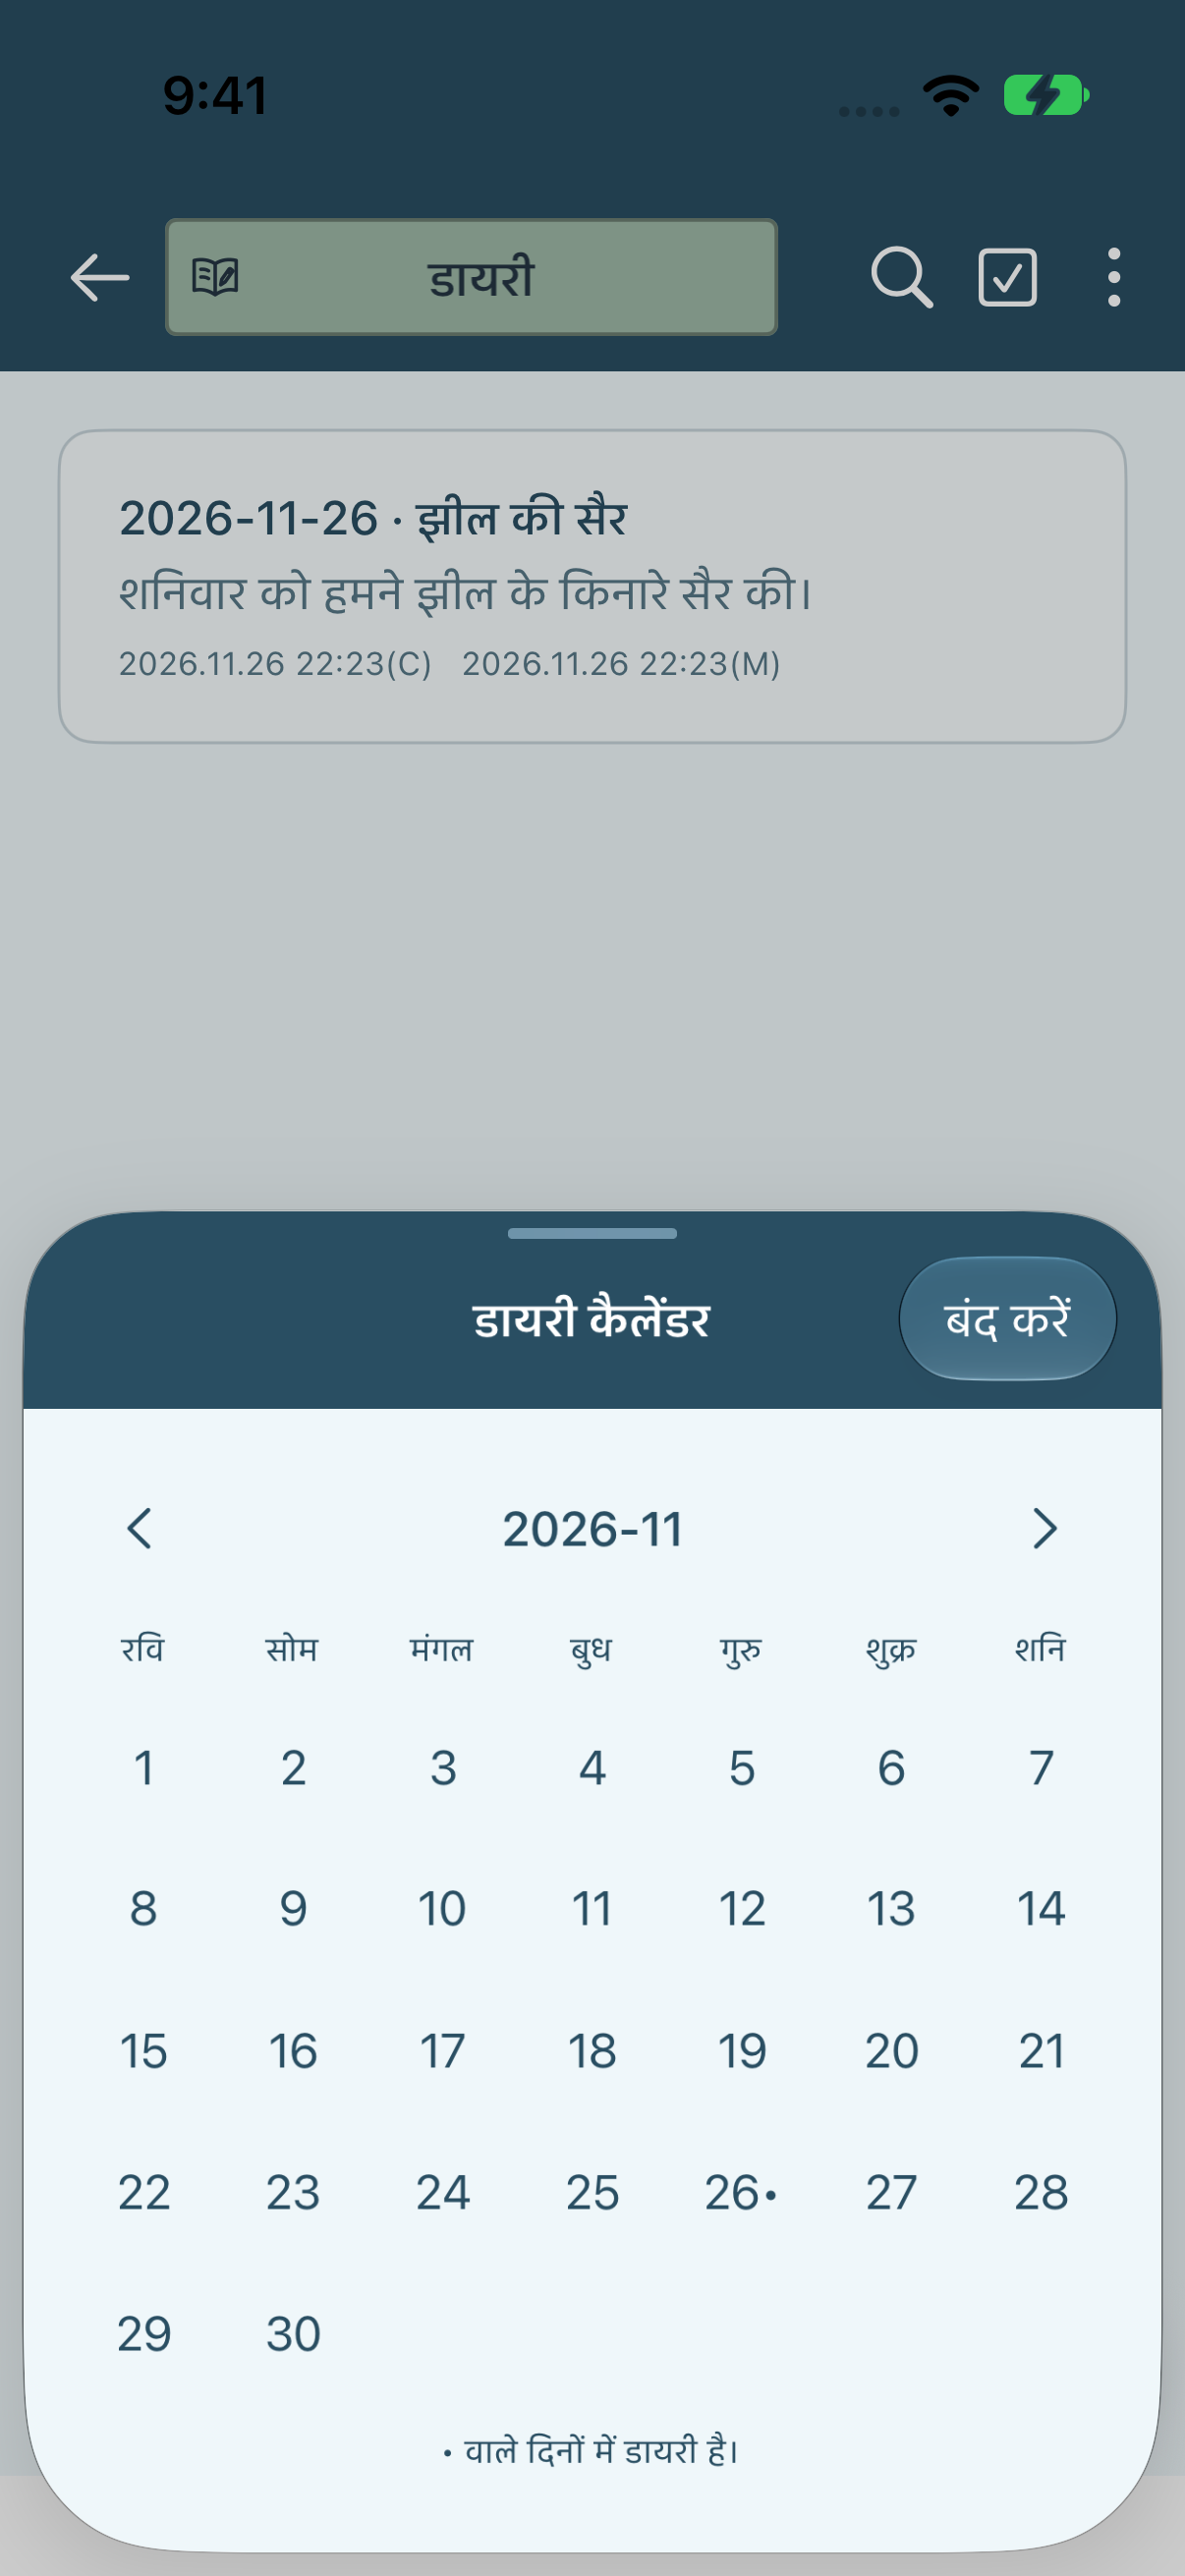 9:41
डायरी
2026-11-26 · झील की सैर
शनिवार को हमने झील के किनारे सैर की।
2026.11.26 22:23(C) 2026.11.26 22:23(M)
डायरी कैलेंडर
बंद करें
2026-11
रवि सोम मंगल बुध गुरु शुक्र शनि
1 2 3 4 5 6 7
8 9 10 11 12 13 14
15 16 17 18 19 20 21
22 23 24 25 26• 27 28
29 30
• वाले दिनों में डायरी है।